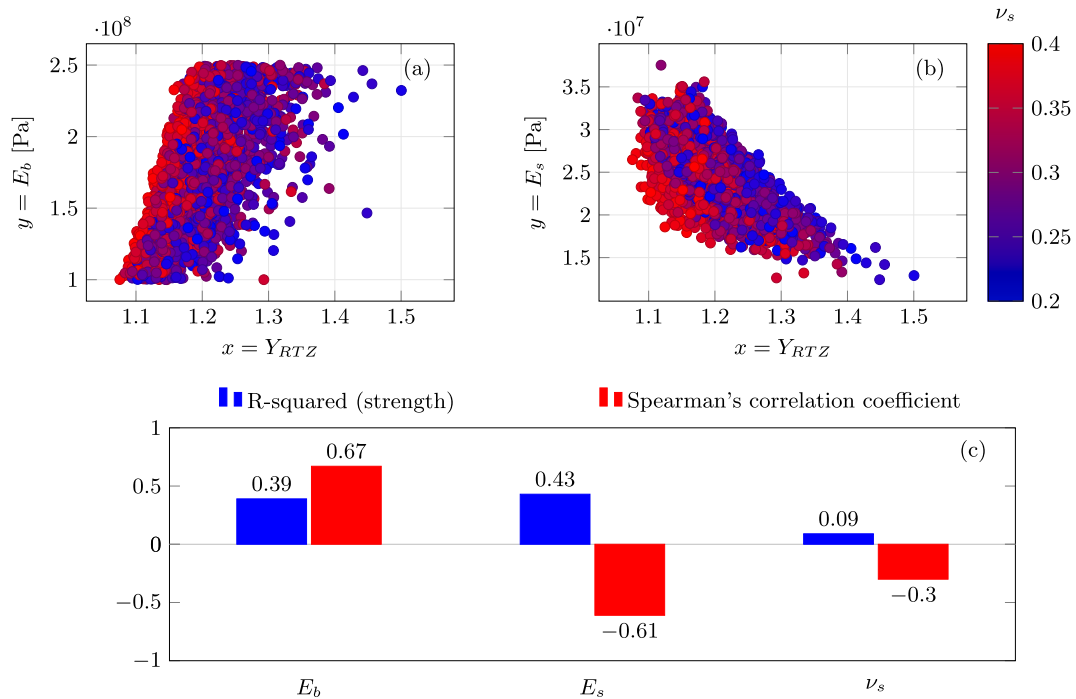 ·10⁸
2.5
2
1.5
1
1.1 1.2 1.3 1.4 1.5
x = Y_RTZ
y = E_b [Pa]
(a)
·10⁷
3.5
3
2.5
2
1.5
1.1 1.2 1.3 1.4 1.5
x = Y_RTZ
y = E_s [Pa]
(b)
ν_s
0.4
0.35
0.3
0.25
0.2
R-squared (strength) Spearman's correlation coefficient
1
0.5
0
−0.5
−1
(c)
0.39 0.67 0.43 −0.61 0.09 −0.3
E_b E_s ν_s